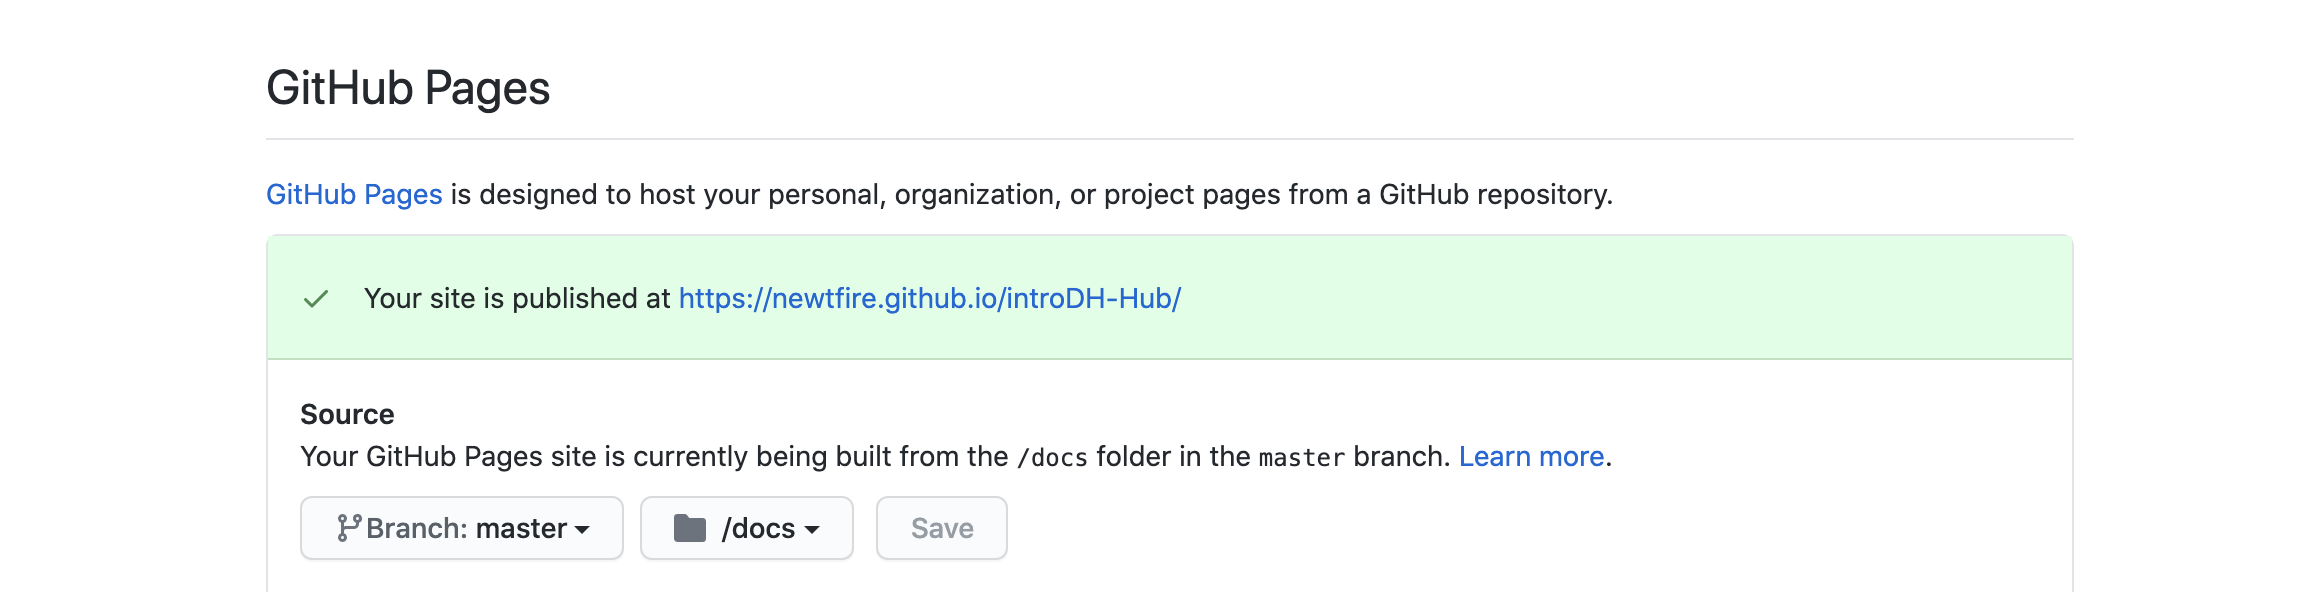 GitHub Pages
GitHub Pages is designed to host your personal, organization, or project pages from a GitHub repository.
Your site is published at https://newtfire.github.io/introDH-Hub/
Source
Your GitHub Pages site is currently being built from the /docs folder in the master branch. Learn more.
Branch: master /docs Save